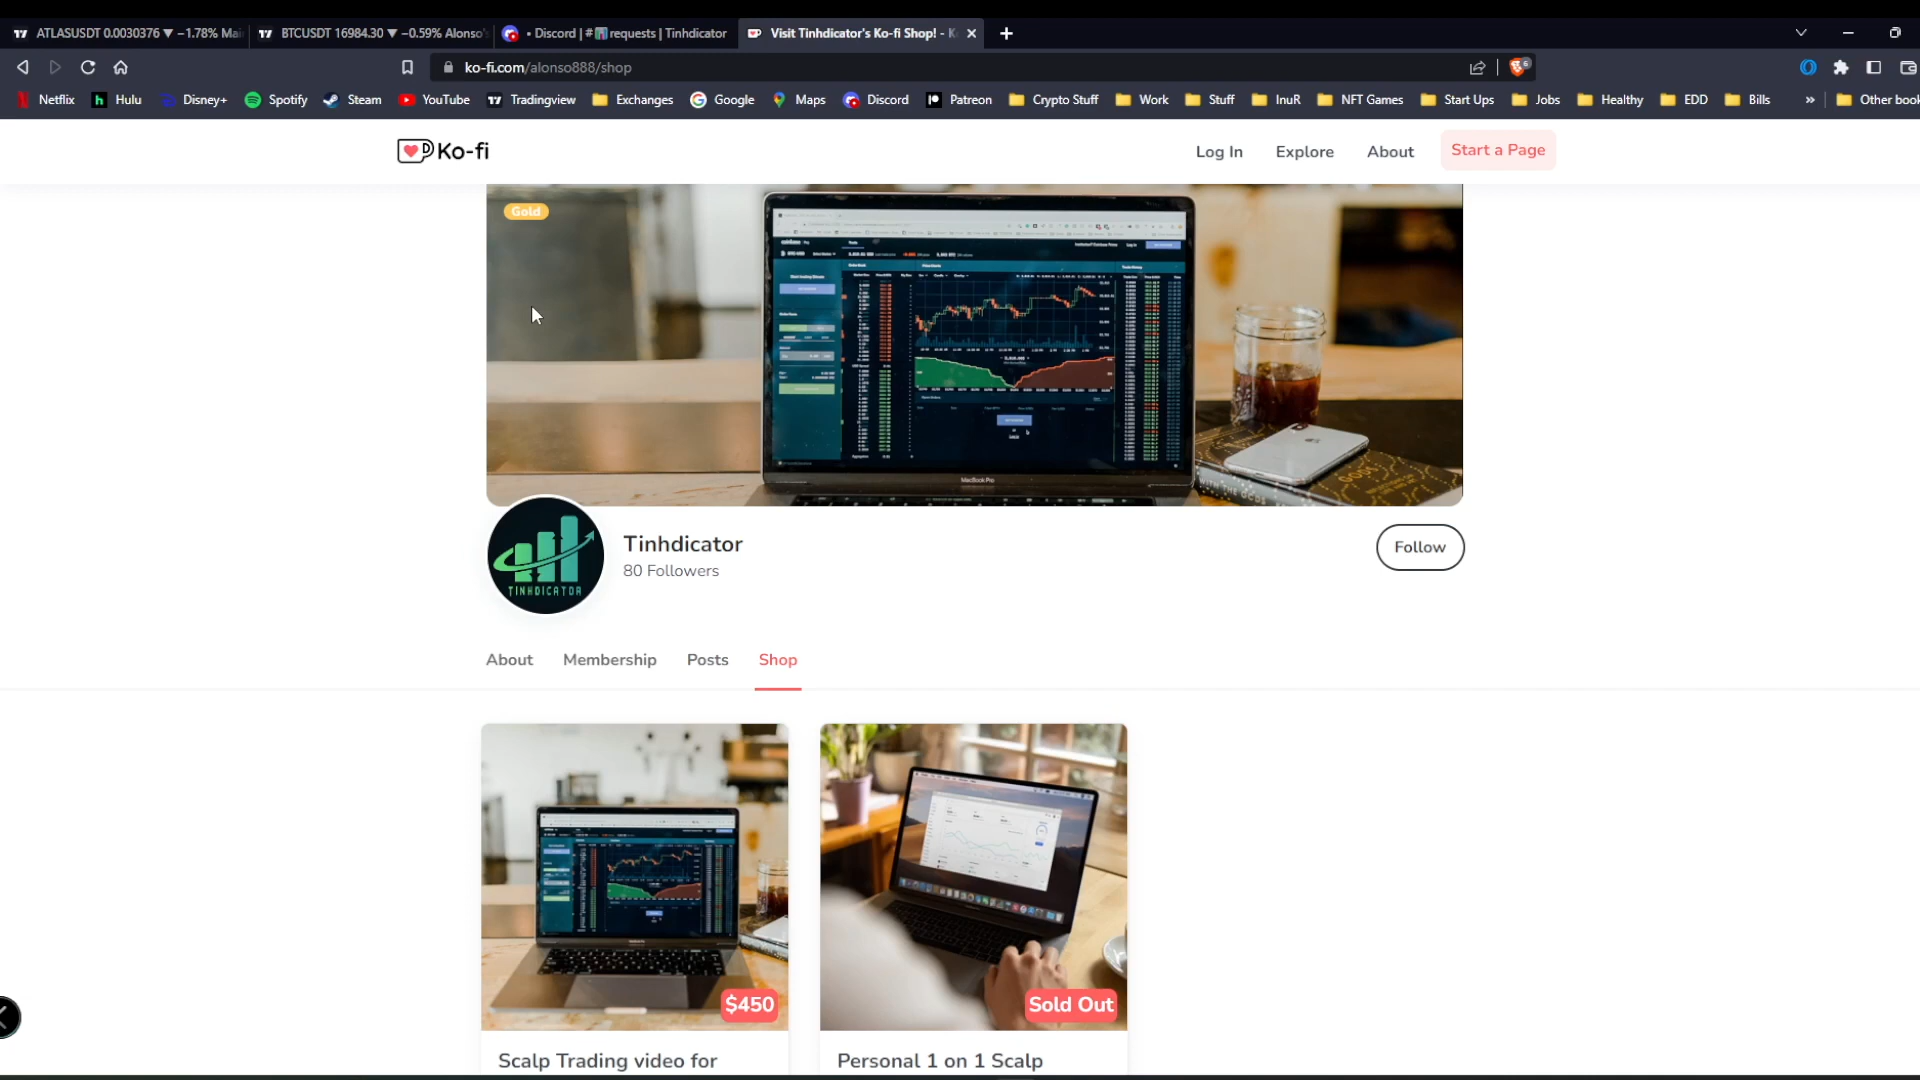 ATLASUSDT 0.0030376 ▼ −1.78% Mai
BTCUSDT 16984.30 ▼ −0.59% Alonso's
• Discord | #📊requests | Tinhdicator
Visit Tinhdicator's Ko-fi Shop! - K
ko-fi.com/alonso888/shop
6
Netflix
Hulu
Disney+
Spotify
Steam
YouTube
Tradingview
Exchanges
Google
Maps
Discord
Patreon
Crypto Stuff
Work
Stuff
InuR
NFT Games
Start Ups
Jobs
Healthy
EDD
Bills
»
Other book
Ko-fi
Log In
Explore
About
Start a Page
Gold
MacBook Pro
TINHDICATOR
Tinhdicator
80 Followers
Follow
About
Membership
Posts
Shop
$450
Sold Out
Scalp Trading video for
Personal 1 on 1 Scalp